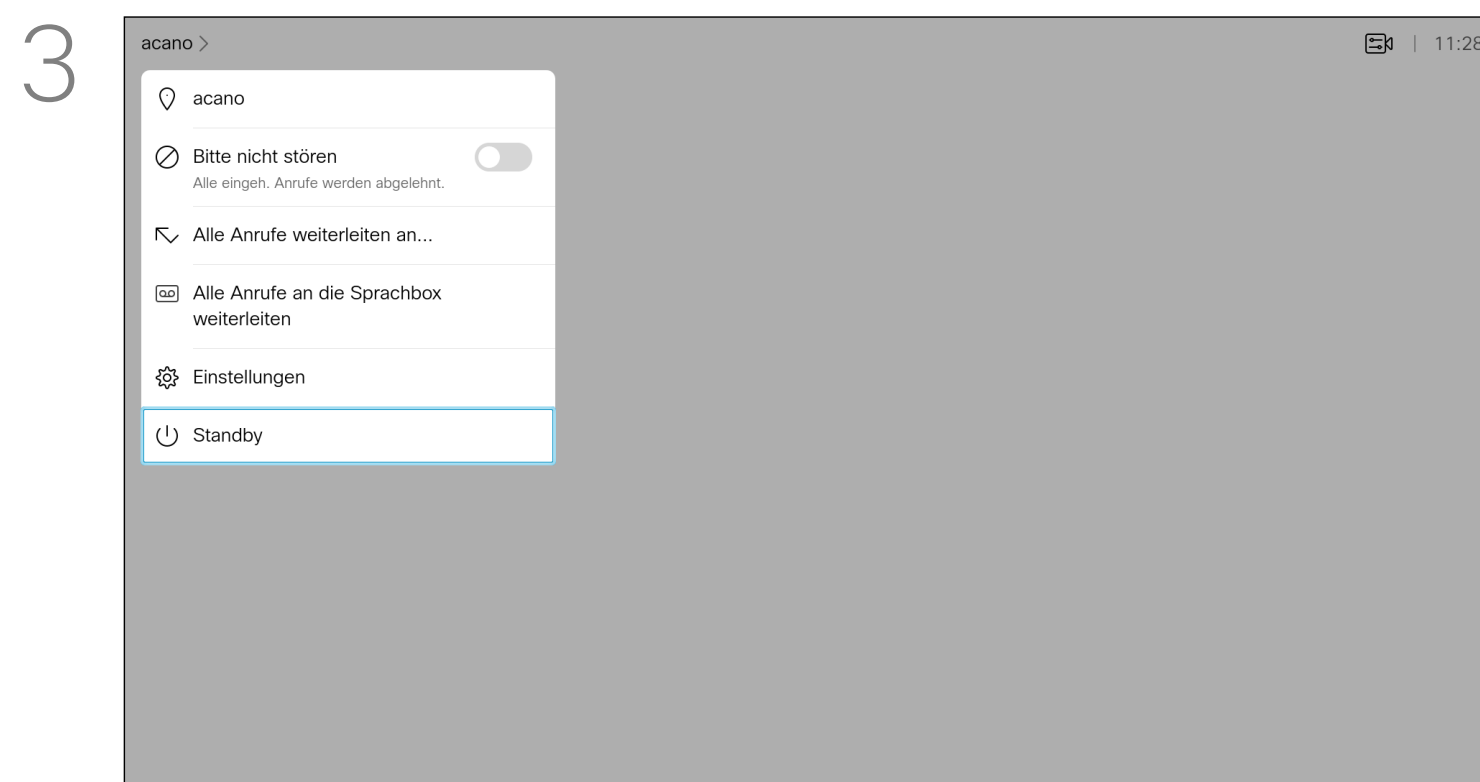 3
acano
11:28
acano
Bitte nicht stören
Alle eingeh. Anrufe werden abgelehnt.
Alle Anrufe weiterleiten an...
Alle Anrufe an die Sprachbox
weiterleiten
Einstellungen
Standby